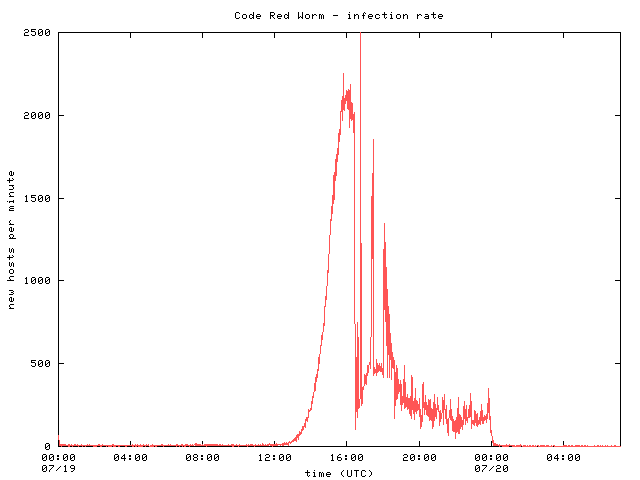 Code Red Worm - infection rate
2500
2000
1500
1000
500
0
new hosts per minute
00:00 04:00 08:00 12:00 16:00 20:00 00:00 04:00
07/19 07/20
time (UTC)